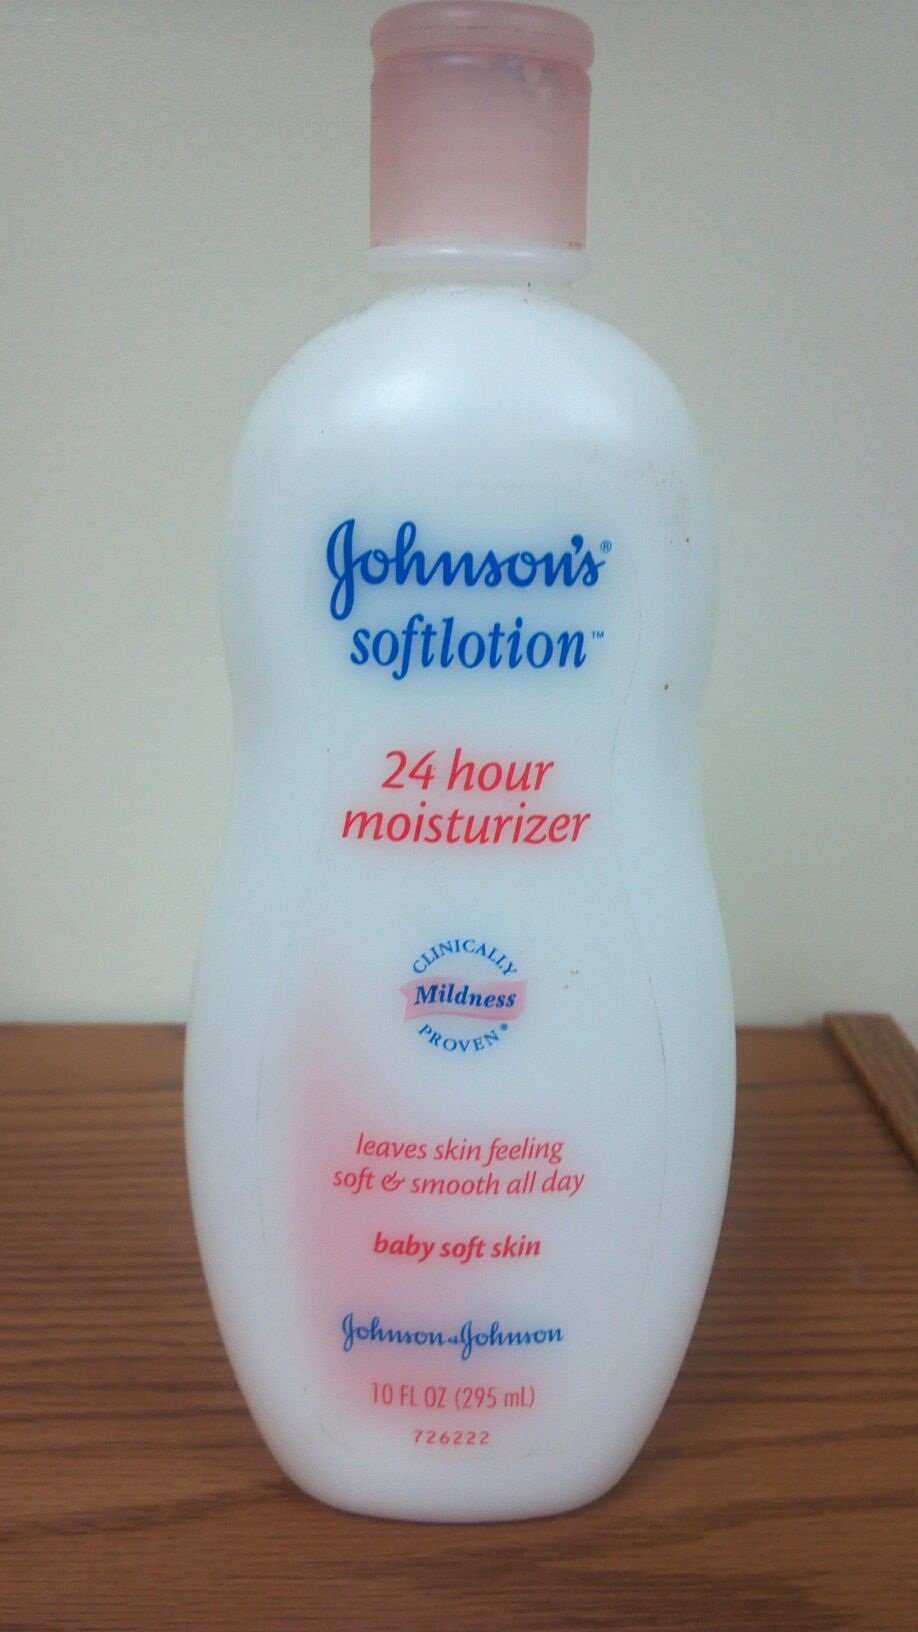 Johnson's®
softlotion™
24 hour
moisturizer
CLINICALLY
Mildness
PROVEN®
leaves skin feeling
soft & smooth all day
baby soft skin
Johnson & Johnson
10 FL OZ (295 mL)
726222